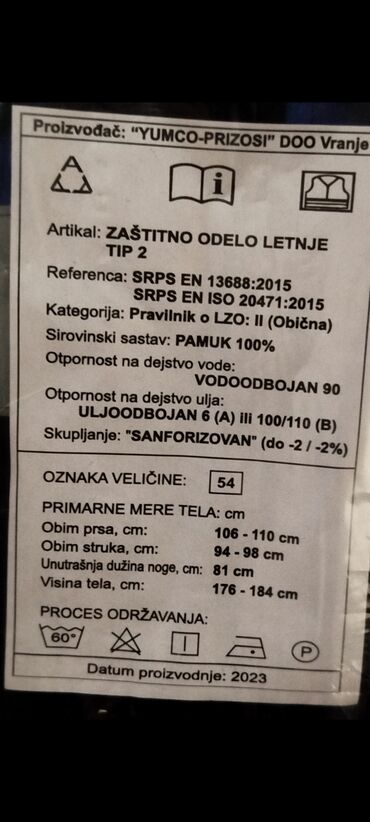 Proizvođač: "YUMCO-PRIZOSI" DOO Vranje
i
Artikal: ZAŠTITNO ODELO LETNJE
TIP 2
Referenca: SRPS EN 13688:2015
SRPS EN ISO 20471:2015
Kategorija: Pravilnik o LZO: II (Obična)
Sirovinski sastav: PAMUK 100%
Otpornost na dejstvo vode:
VODOODBOJAN 90
Otpornost na dejstvo ulja:
ULJOODBOJAN 6 (A) ili 100/110 (B)
Skupljanje: "SANFORIZOVAN" (do -2 / -2%)
OZNAKA VELIČINE: 54
PRIMARNE MERE TELA: cm
Obim prsa, cm: 106 - 110 cm
Obim struka, cm: 94 - 98 cm
Unutrašnja dužina noge, cm: 81 cm
Visina tela, cm: 176 - 184 cm
PROCES ODRŽAVANJA:
60° P
Datum proizvodnje: 2023